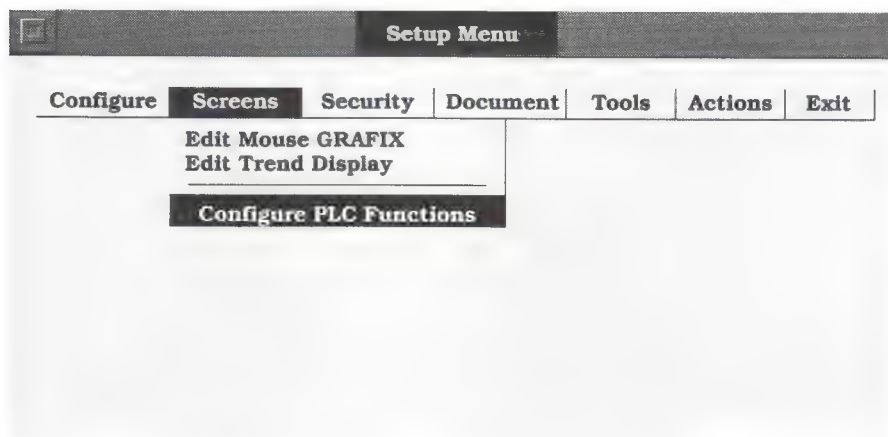 Setup Menu
Configure Screens Security Document Tools Actions Exit
Edit Mouse GRAFIX
Edit Trend Display
Configure PLC Functions